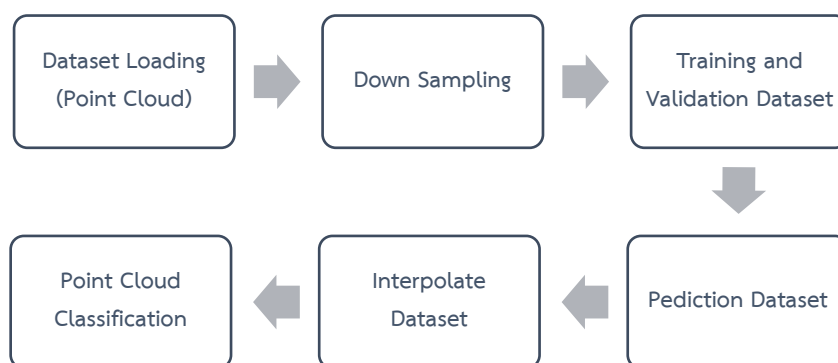 Dataset Loading
(Point Cloud)
Down Sampling
Training and
Validation Dataset
Pediction Dataset
Interpolate
Dataset
Point Cloud
Classification